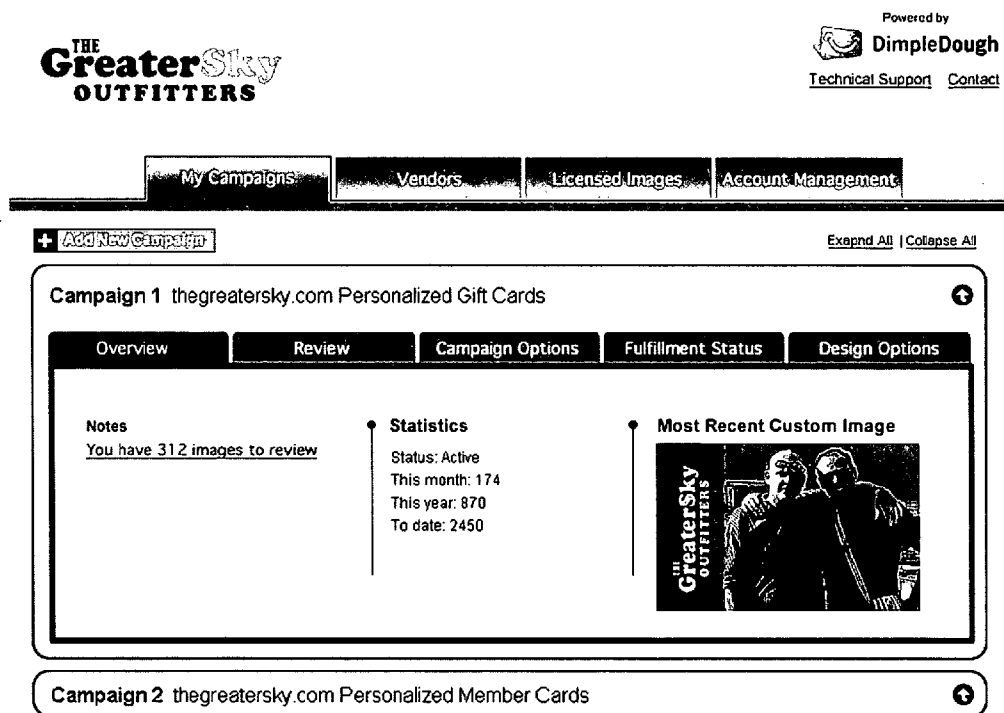 Powered by
DimpleDough
Technical Support Contact
THE
GreaterSky
OUTFITTERS
My Campaigns Vendors Licensed Images Account Management
+ Add New Campaign
Exapnd All | Collapse All
Campaign 1 thegreatersky.com Personalized Gift Cards
Overview Review Campaign Options Fulfillment Status Design Options
Notes
You have 312 images to review
Statistics
Status: Active
This month: 174
This year: 870
To date: 2450
Most Recent Custom Image
THE
GreaterSky
OUTFITTERS
Campaign 2 thegreatersky.com Personalized Member Cards